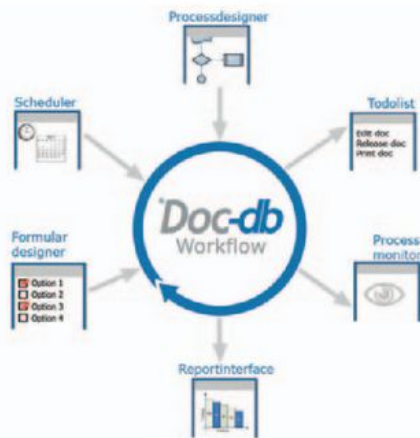 Processdesigner
Scheduler
Todolist
Edit doc
Release doc
Print doc
Doc-db
Workflow
Formular
designer
Option 1
Option 2
Option 3
Option 4
Process
monitor
Reportinterface